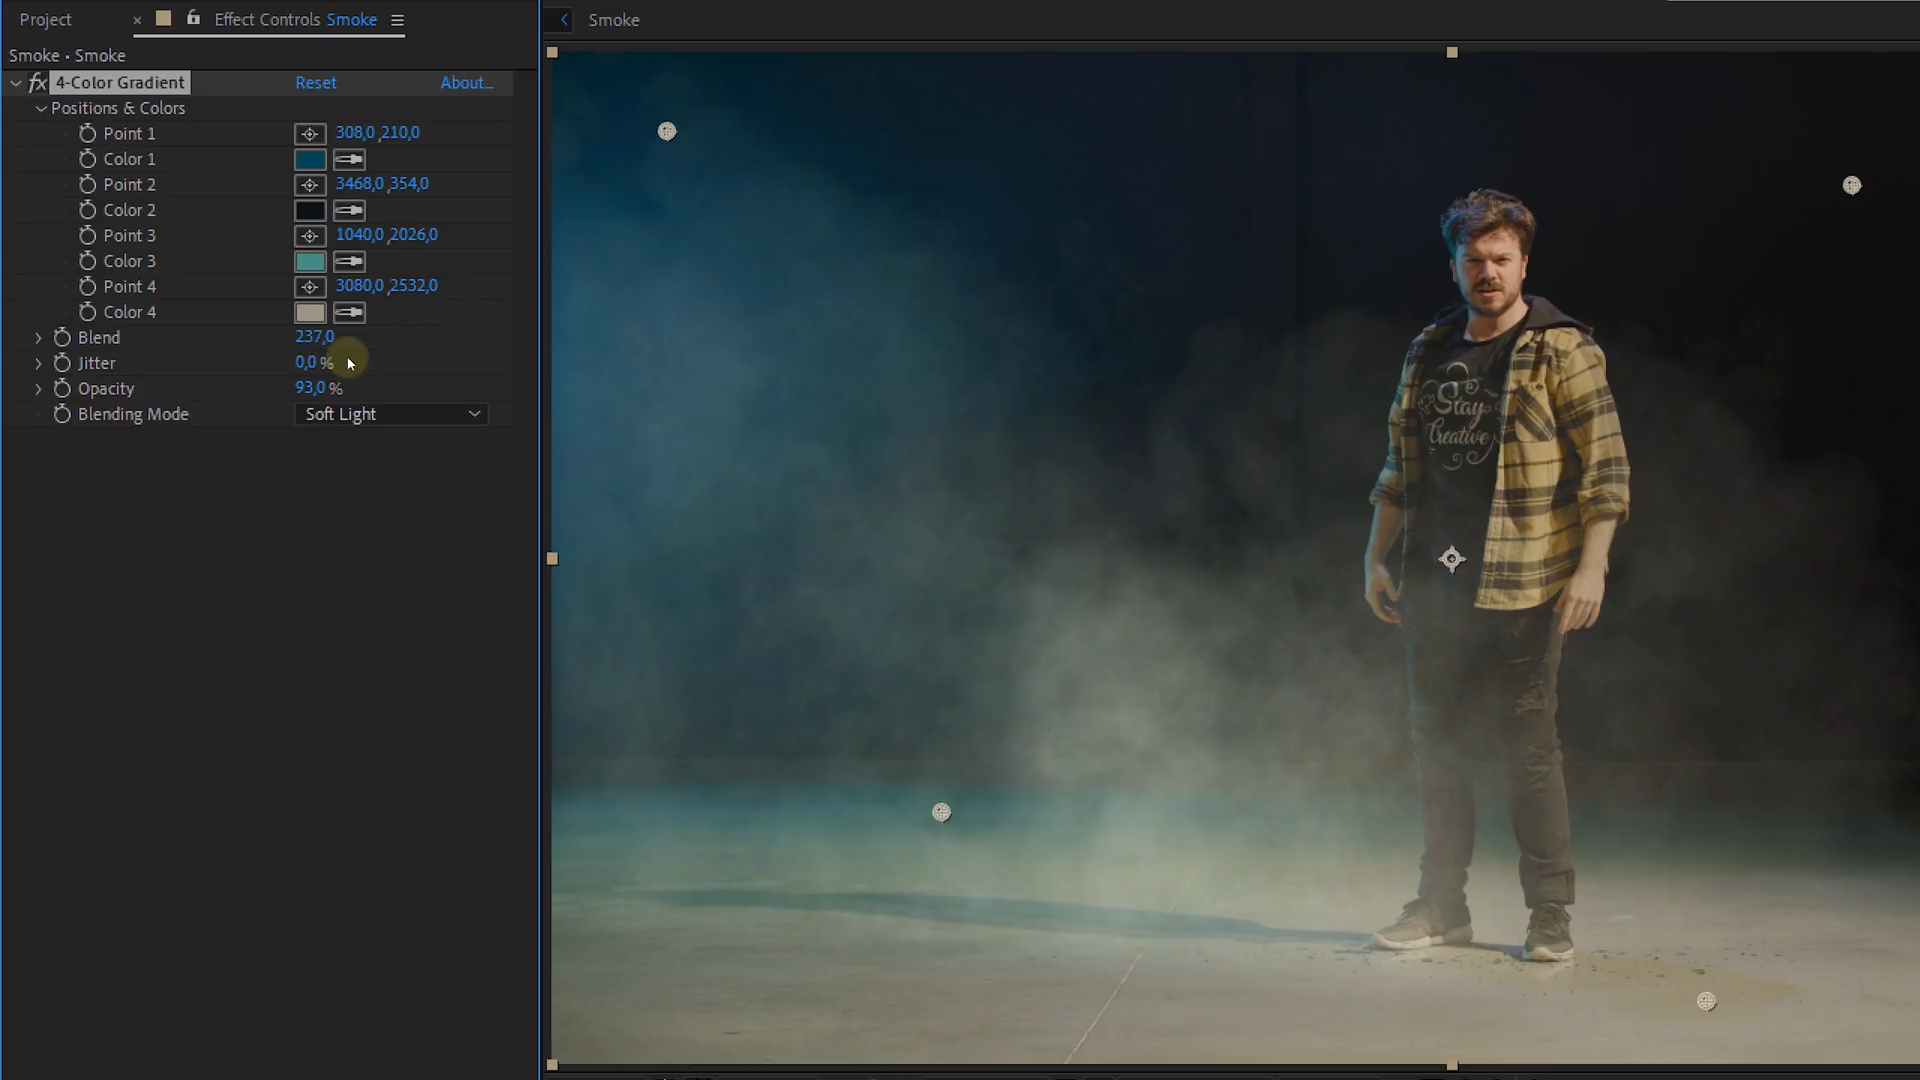 Project
× Effect Controls Smoke ≡
Smoke • Smoke
fx 4-Color Gradient Reset About...
Positions & Colors
Point 1 308,0 ,210,0
Color 1
Point 2 3468,0 ,354,0
Color 2
Point 3 1040,0 ,2026,0
Color 3
Point 4 3080,0 ,2532,0
Color 4
Blend 237,0
Jitter 0,0 %
Opacity 93,0 %
Blending Mode Soft Light
Smoke
Stay
Creative